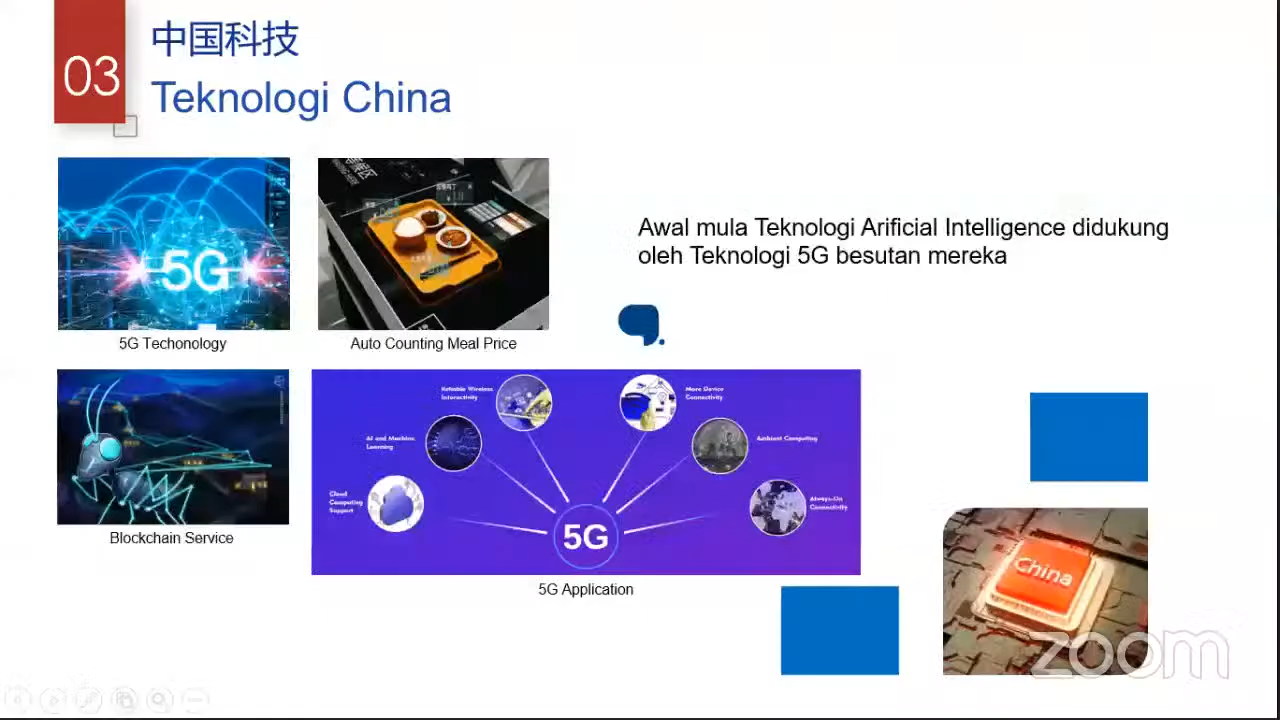 03
中国科技
Teknologi China
5G
5G Techonology
Auto Counting Meal Price
Awal mula Teknologi Arificial Intelligence didukung
oleh Teknologi 5G besutan mereka
Blockchain Service
Reliable Wireless
Interactivity
More Device
Connectivity
AI and Machine
Learning
Ambient Computing
Cloud
Computing
Support
Always-On
Connectivity
5G
5G Application
China
zoom